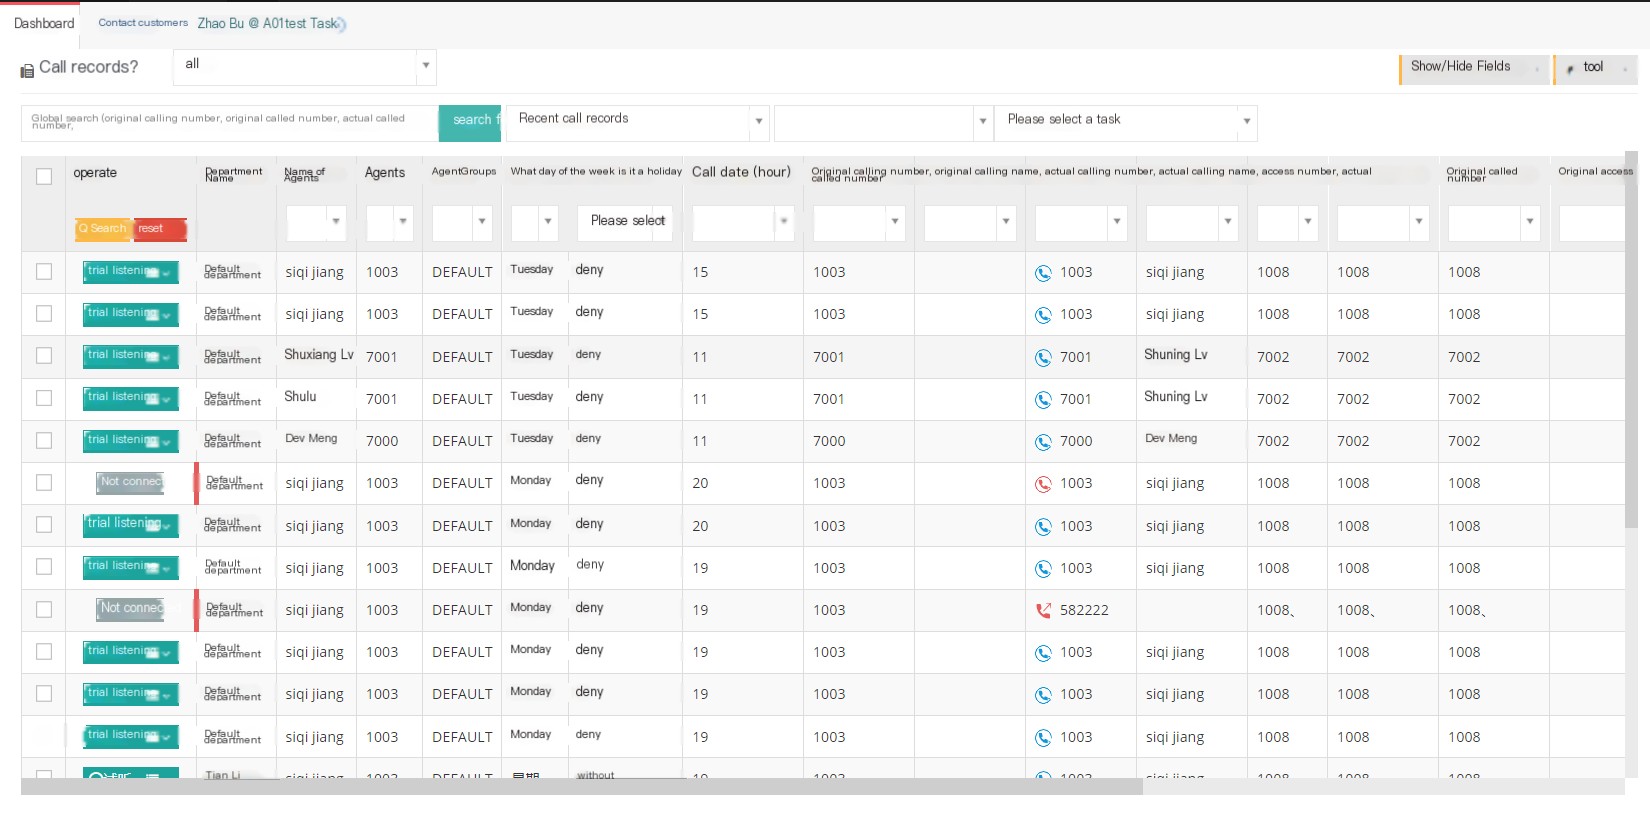 Dashboard Contact customers Zhao Bu @ A01test Task
Call records? all Show/Hide Fields tool
Global search (original calling number, original called number, actual called number, search f Recent call records Please select a task
operate Department Name Name of Agents Agents AgentGroups What day of the week is it a holiday Call date (hour) Original calling number, original calling name, actual calling number, actual calling name, access number, actual called number Original called number Original access
Q Search reset Please select
trial listening Default department siqi jiang 1003 DEFAULT Tuesday deny 15 1003 1003 siqi jiang 1008 1008 1008
trial listening Default department siqi jiang 1003 DEFAULT Tuesday deny 15 1003 1003 siqi jiang 1008 1008 1008
trial listening Default department Shuxiang Lv 7001 DEFAULT Tuesday deny 11 7001 7001 Shuning Lv 7002 7002 7002
trial listening Default department Shulu 7001 DEFAULT Tuesday deny 11 7001 7001 Shuning Lv 7002 7002 7002
trial listening Default department Dev Meng 7000 DEFAULT Tuesday deny 11 7000 7000 Dev Meng 7002 7002 7002
Not connec Default department siqi jiang 1003 DEFAULT Monday deny 20 1003 1003 siqi jiang 1008 1008 1008
trial listening Default department siqi jiang 1003 DEFAULT Monday deny 20 1003 1003 siqi jiang 1008 1008 1008
trial listening Default department siqi jiang 1003 DEFAULT Monday deny 19 1003 1003 siqi jiang 1008 1008 1008
Not connec Default department siqi jiang 1003 DEFAULT Monday deny 19 1003 582222 1008、 1008、 1008、
trial listening Default department siqi jiang 1003 DEFAULT Monday deny 19 1003 1003 siqi jiang 1008 1008 1008
trial listening Default department siqi jiang 1003 DEFAULT Monday deny 19 1003 1003 siqi jiang 1008 1008 1008
trial listening Default department siqi jiang 1003 DEFAULT Monday deny 19 1003 1003 siqi jiang 1008 1008 1008
Tian Li siqi jiang 1003 DEFAULT without 19 1003 1003 siqi jiang 1008 1008 1008